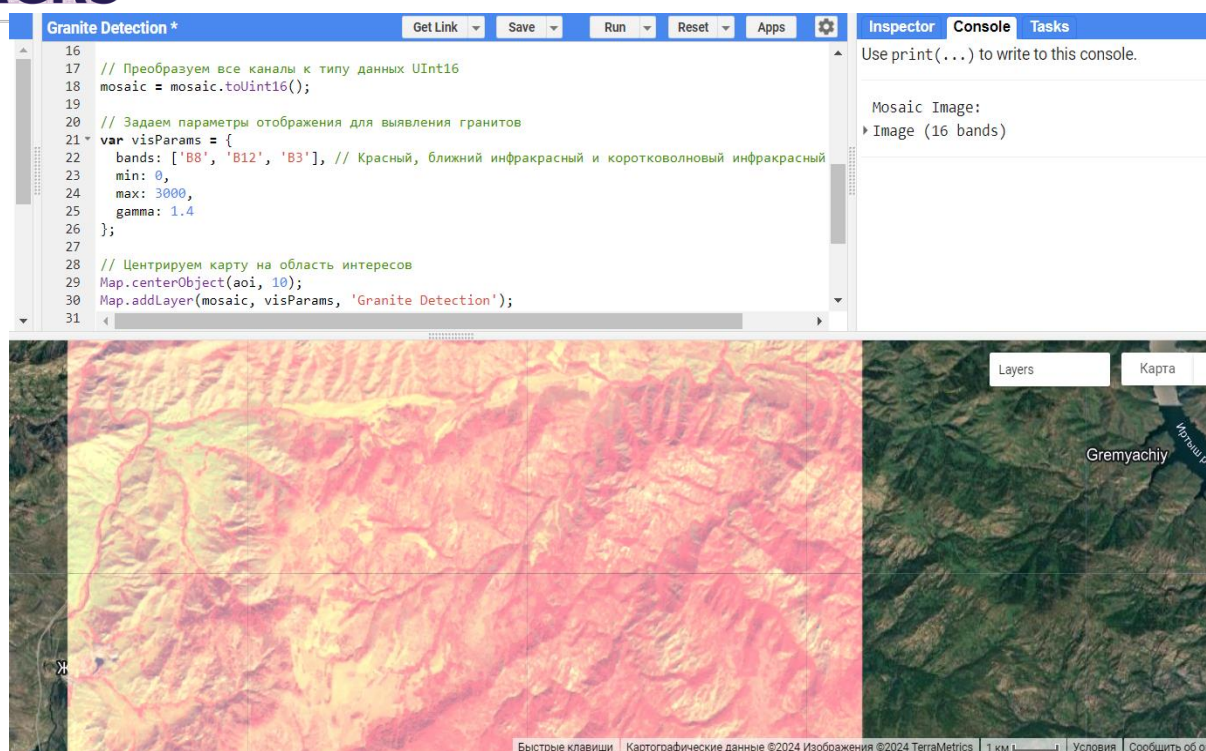 Granite Detection *
Get Link
Save
Run
Reset
Apps
Inspector
Console
Tasks
Use print(...) to write to this console.
Mosaic Image:
Image (16 bands)
16
17 // Преобразуем все каналы к типу данных UInt16
18 mosaic = mosaic.toUint16();
19
20 // Задаем параметры отображения для выявления гранитов
21 var visParams = {
22 bands: ['B8', 'B12', 'B3'], // Красный, ближний инфракрасный и коротковолновый инфракрасный
23 min: 0,
24 max: 3000,
25 gamma: 1.4
26 };
27
28 // Центрируем карту на область интересов
29 Map.centerObject(aoi, 10);
30 Map.addLayer(mosaic, visParams, 'Granite Detection');
31
Layers
Карта
Иртыш
Gremyachiy
Ж
Быстрые клавиши
Картографические данные ©2024 Изображения ©2024 TerraMetrics
1 км
Условия
Сообщить об о